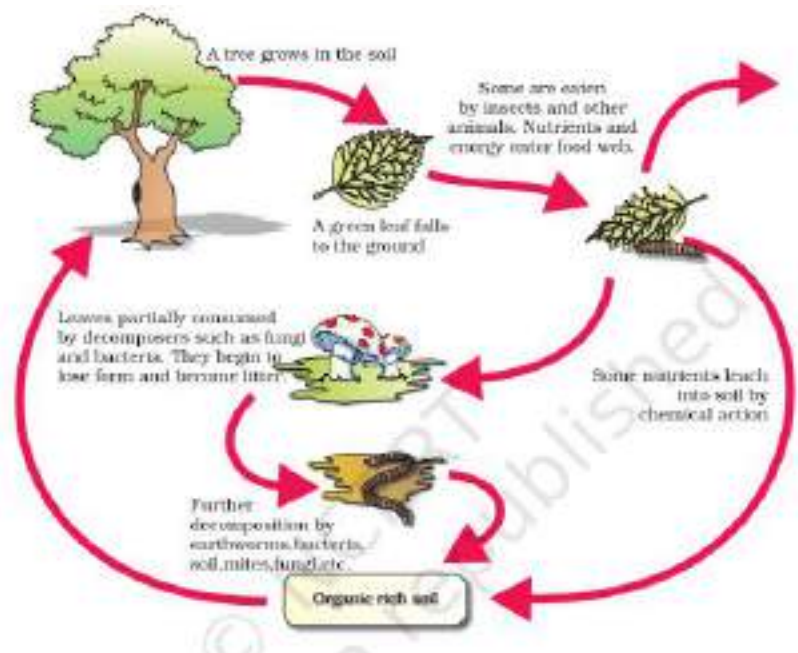 A tree grows in the soil
Some are eaten
by insects and other
animals. Nutrients and
energy enter food web.
A green leaf falls
to the ground
Leaves partially consumed
by decomposers such as fungi
and bacteria. They begin to
lose form and become litter.
Some nutrients leach
into soil by
chemical action
Further
decomposition by
earthworms,bacteria,
soil,mites,fungi,etc.
Organic rich soil
republished